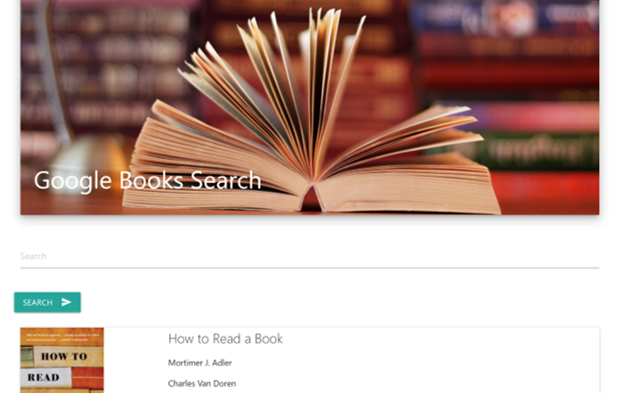 Google Books Search
Search
SEARCH
How to Read a Book
HOW TO
READ
Mortimer J. Adler
Charles Van Doren